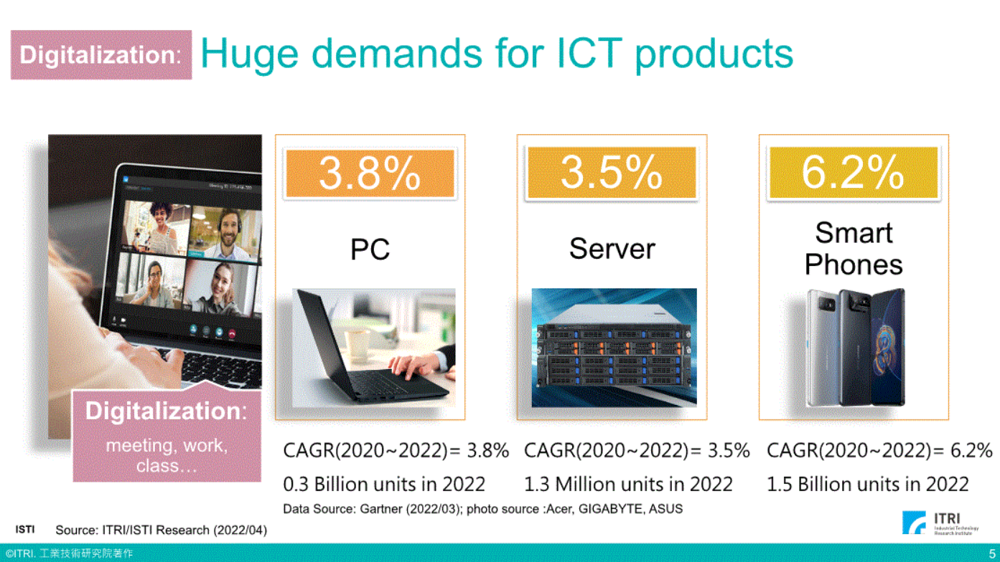 Digitalization: Huge demands for ICT products
3.8%
PC
3.5%
Server
6.2%
Smart
Phones
Digitalization:
meeting, work,
class…
CAGR(2020~2022)= 3.8%
0.3 Billion units in 2022
CAGR(2020~2022)= 3.5%
1.3 Million units in 2022
CAGR(2020~2022)= 6.2%
1.5 Billion units in 2022
Data Source: Gartner (2022/03); photo source :Acer, GIGABYTE, ASUS
ISTI Source: ITRI/ISTI Research (2022/04)
ITRI
Industrial Technology
Research Institute
©ITRI. 工業技術研究院著作
5